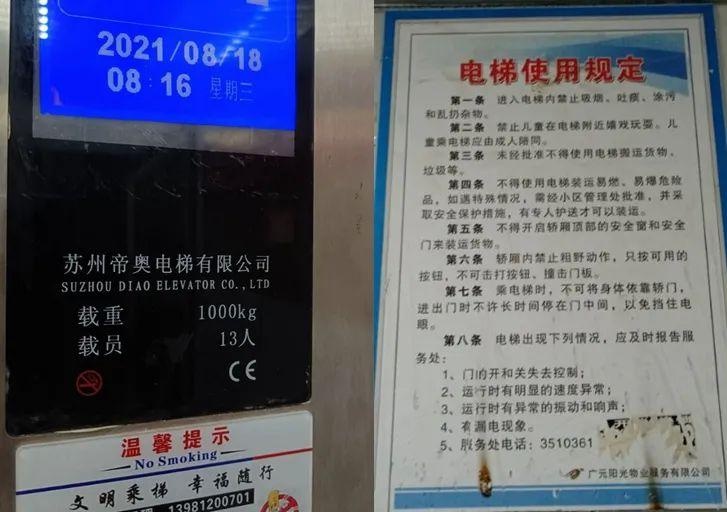 2021/08/18
08:16 星期三
苏州帝奥电梯有限公司
SUZHOU DIAO ELEVATOR CO., LTD
载重 1000kg
载员 13人
CE
温馨提示
No Smoking
文明乘梯 幸福随行
13981200701
电梯使用规定
第一条 进入电梯内禁止吸烟、吐痰、涂污
和乱扔杂物。
第二条 禁止儿童在电梯附近嬉戏玩耍。儿
童乘电梯应由成人陪同。
第三条 未经批准不得使用电梯搬运货物、
垃圾等。
第四条 不得使用电梯装运易燃、易爆危险
品，如遇特殊情况，需经小区管理处批准，并采
取安全保护措施，有专人护送才可以装运。
第五条 不得开启轿厢顶部的安全窗和安全
门来装运货物。
第六条 轿厢内禁止粗野动作，只按可用的
按钮，不可击打按钮、撞击门板。
第七条 乘电梯时，不可将身体依靠轿门，
进出门时不许长时间停在门中间，以免挡住电
眼。
第八条 电梯出现下列情况，应及时报告服
务处：
1、门的开和关失去控制；
2、运行时有明显的速度异常；
3、运行时有异常的振动和响声；
4、有漏电现象。
5、服务处电话：3510361
广元阳光物业服务有限公司